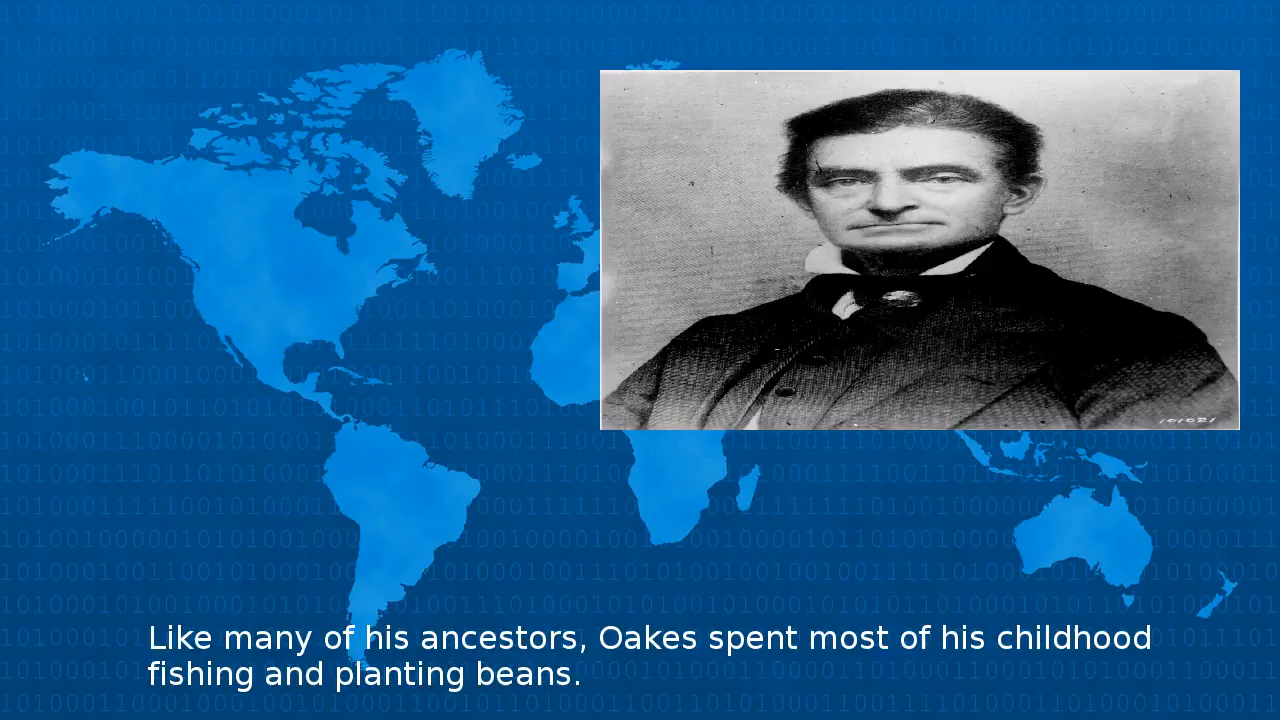 Like many of his ancestors, Oakes spent most of his childhood
fishing and planting beans.